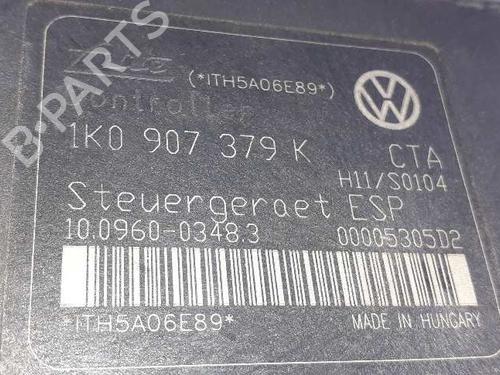 (*ITH5A06E89*)
Controller
1K0 907 379 K
CTA
H11/S0104
Steuergeraet ESP
10.0960-0348.3 00005305D2
*ITH5A06E89*
MADE IN HUNGARY
B-PARTS